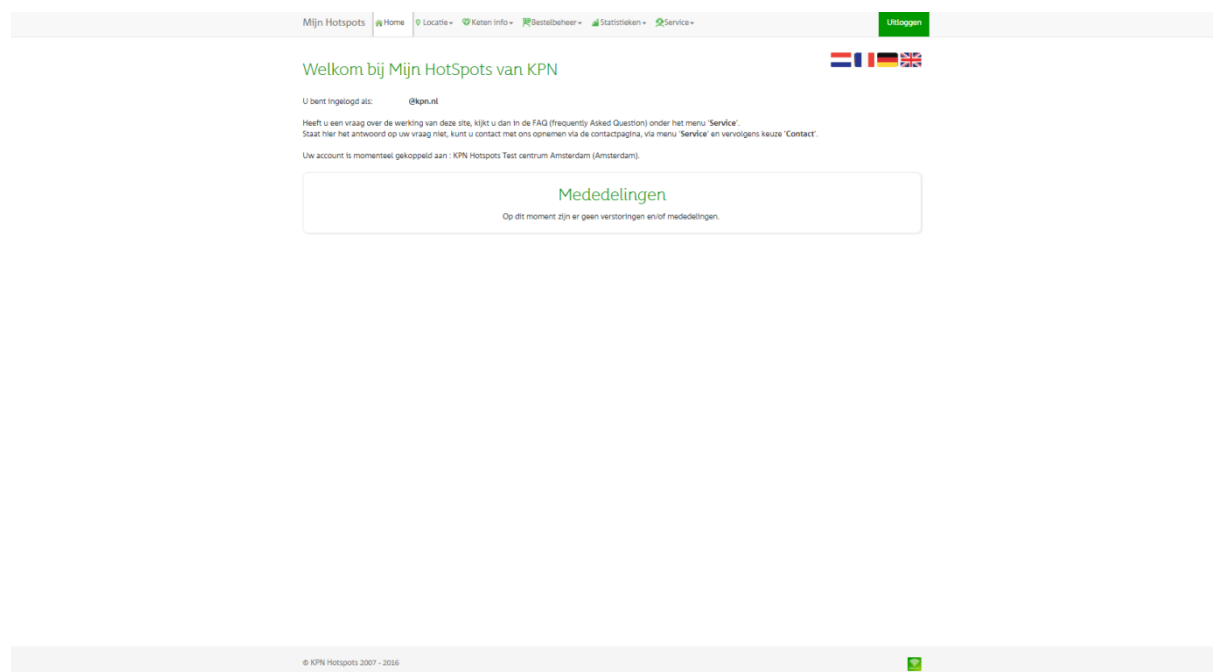 Mijn Hotspots Home Locatie Keten info Bestelbeheer Statistieken Service Uitloggen
Welkom bij Mijn HotSpots van KPN
U bent ingelogd als: @kpn.nl
Heeft u een vraag over de werking van deze site, kijkt u dan in de FAQ (frequently Asked Question) onder het menu 'Service'.
Staat hier het antwoord op uw vraag niet, kunt u contact met ons opnemen via de contactpagina, via menu 'Service' en vervolgens keuze 'Contact'.
Uw account is momenteel gekoppeld aan : KPN Hotspots Test centrum Amsterdam (Amsterdam).
Mededelingen
Op dit moment zijn er geen verstoringen en/of mededelingen.
© KPN Hotspots 2007 - 2016